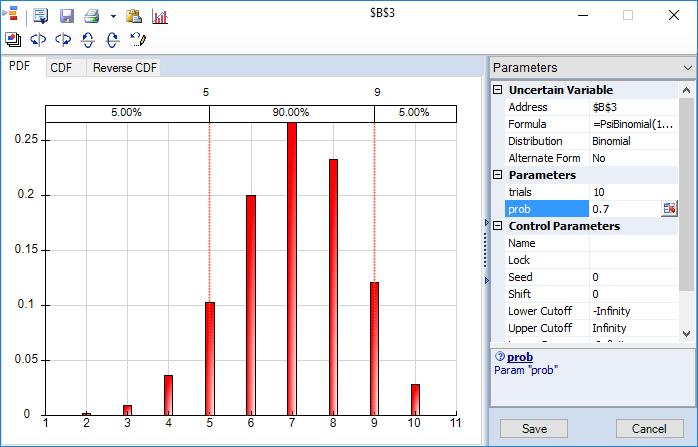 $B$3
PDF
CDF
Reverse CDF
5
9
5.00%
90.00%
5.00%
0.25
0.2
0.15
0.1
0.05
0
1 2 3 4 5 6 7 8 9 10 11
Parameters
Uncertain Variable
Address $B$3
Formula =PsiBinomial(1...
Distribution Binomial
Alternate Form No
Parameters
trials 10
prob 0.7
Control Parameters
Name
Lock
Seed 0
Shift 0
Lower Cutoff -Infinity
Upper Cutoff Infinity
prob
Param "prob"
Save
Cancel